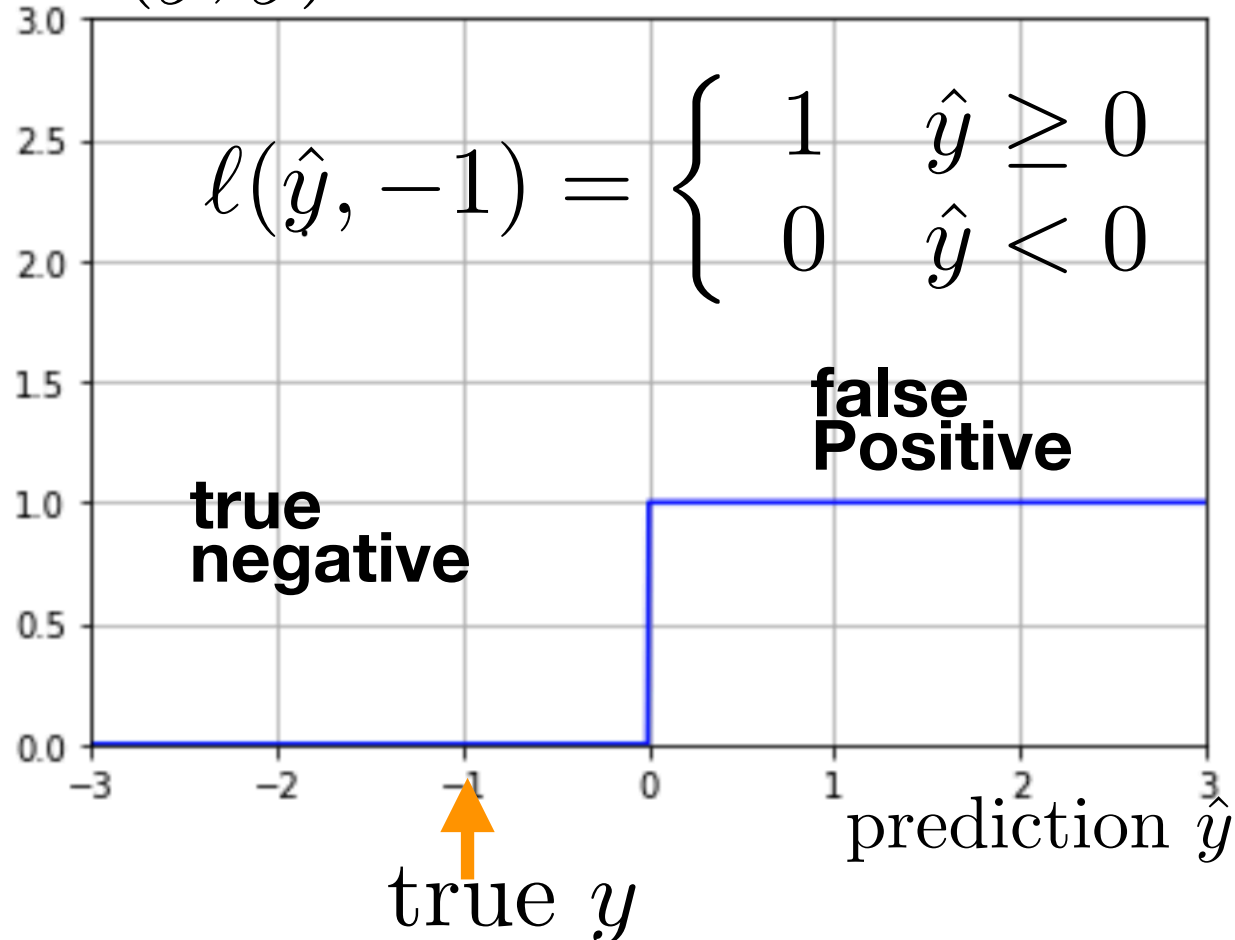 3.0
2.5
ℓ(ŷ, −1) = { 1 ŷ ≥ 0
0 ŷ < 0
2.0
1.5
false
Positive
1.0
true
negative
0.5
0.0
−3 −2 −1 0 1 2 3
prediction ŷ
true y